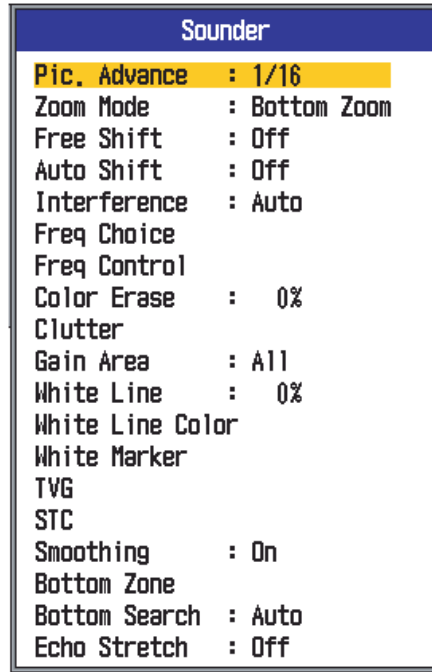 Sounder
Pic. Advance : 1/16
Zoom Mode : Bottom Zoom
Free Shift : Off
Auto Shift : Off
Interference : Auto
Freq Choice
Freq Control
Color Erase : 0%
Clutter
Gain Area : All
White Line : 0%
White Line Color
White Marker
TVG
STC
Smoothing : On
Bottom Zone
Bottom Search : Auto
Echo Stretch : Off